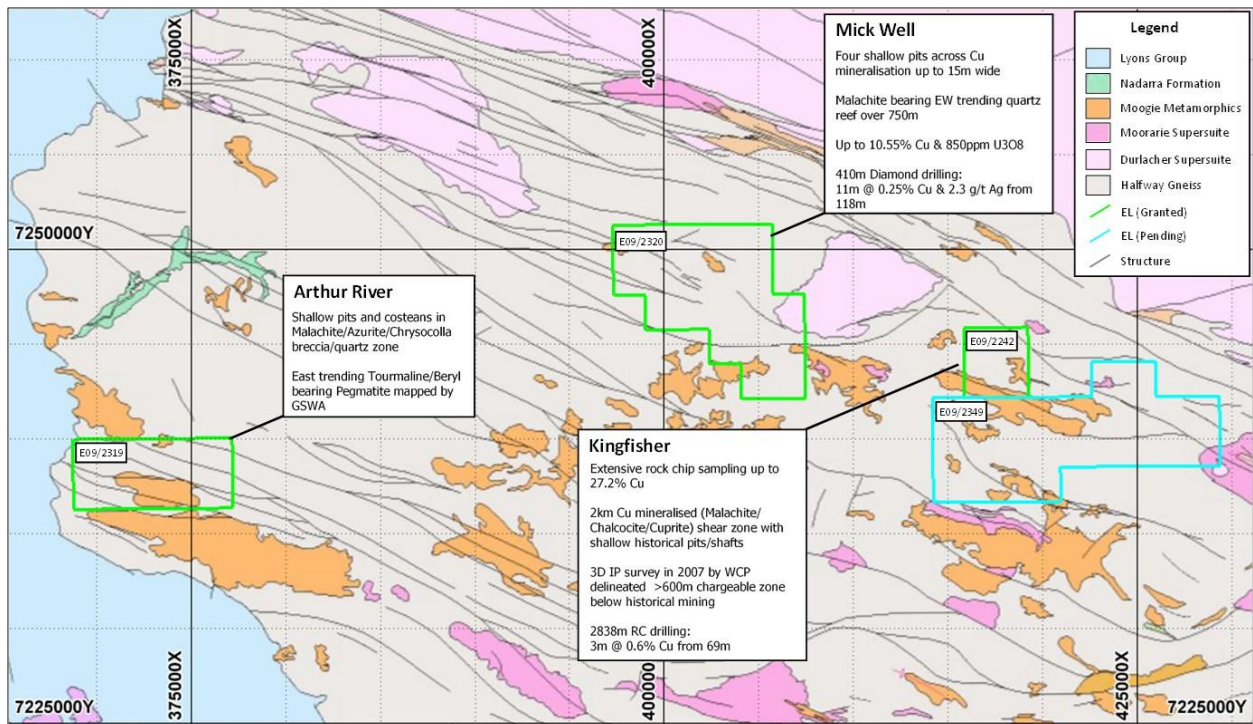 375000X
400000X
Mick Well
Four shallow pits across Cu
mineralisation up to 15m wide
Malachite bearing EW trending quartz
reef over 750m
Up to 10.55% Cu & 850ppm U3O8
410m Diamond drilling:
11m @ 0.25% Cu & 2.3 g/t Ag from
118m
Legend
Lyons Group
Nadarra Formation
Moogie Metamorphics
Moorarie Supersuite
Durlacher Supersuite
Halfway Gneiss
EL (Granted)
EL (Pending)
Structure
7250000Y
E09/2320
Arthur River
Shallow pits and costeans in
Malachite/Azurite/Chrysocolla
breccia/quartz zone
East trending Tourmaline/Beryl
bearing Pegmatite mapped by
GSWA
E09/2242
E09/2349
E09/2319
Kingfisher
Extensive rock chip sampling up to
27.2% Cu
2km Cu mineralised (Malachite/
Chalcocite/Cuprite) shear zone with
shallow historical pits/shafts
3D IP survey in 2007 by WCP
delineated >600m chargeable zone
below historical mining
2838m RC drilling:
3m @ 0.6% Cu from 69m
7225000Y
375000X
400000X
425000X
7225000Y